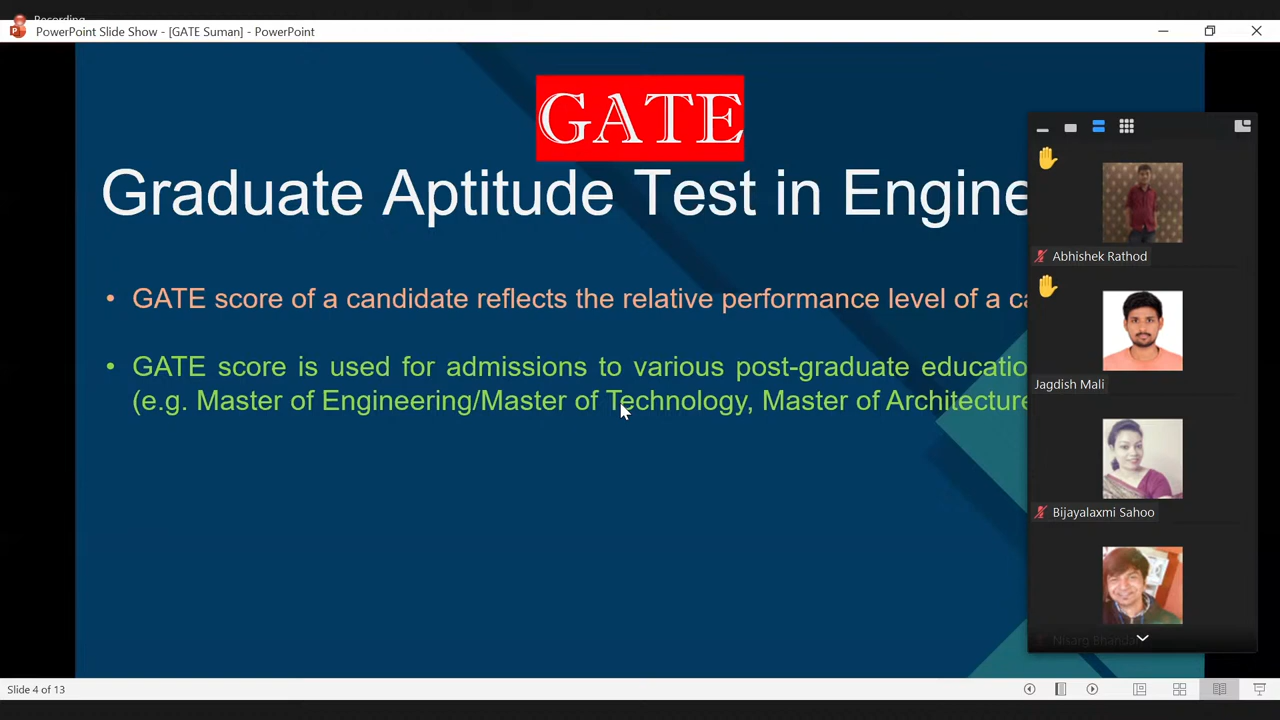 Recording
PowerPoint Slide Show - [GATE Suman] - PowerPoint
GATE
Graduate Aptitude Test in Engine
• GATE score of a candidate reflects the relative performance level of a ca
• GATE score is used for admissions to various post-graduate educatio
(e.g. Master of Engineering/Master of Technology, Master of Architecture
Abhishek Rathod
Jagdish Mali
Bijayalaxmi Sahoo
Nisarg Bhanda
Slide 4 of 13